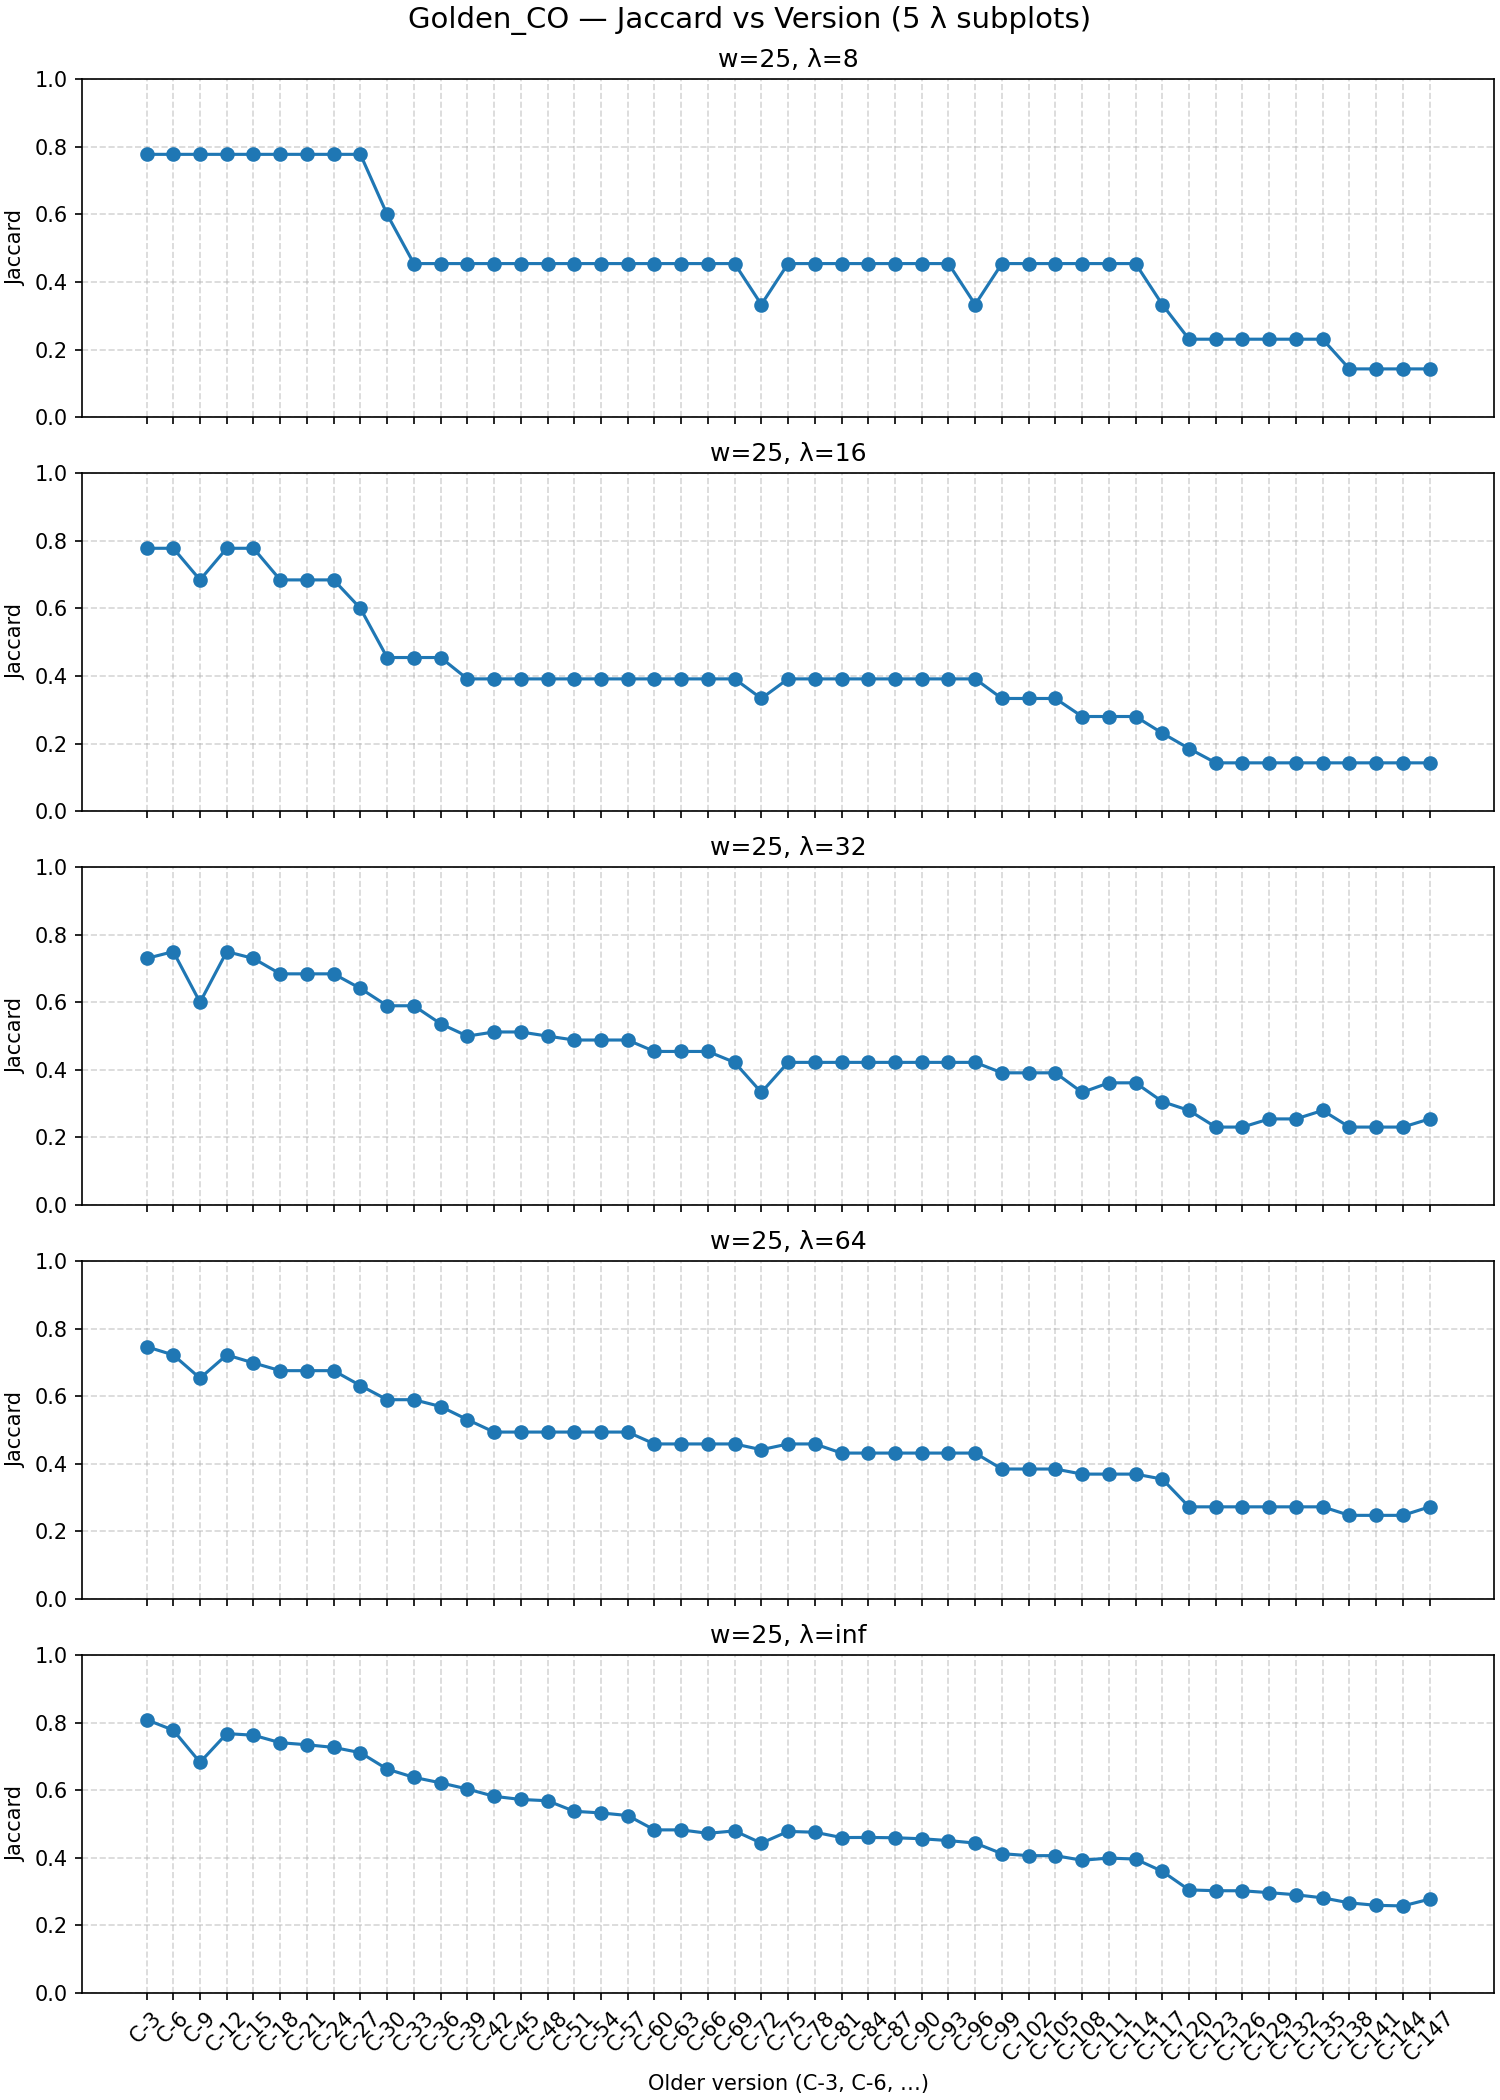 Golden_CO — Jaccard vs Version (5 λ subplots)
w=25, λ=8
Jaccard
1.0
0.8
0.6
0.4
0.2
0.0
w=25, λ=16
Jaccard
1.0
0.8
0.6
0.4
0.2
0.0
w=25, λ=32
Jaccard
1.0
0.8
0.6
0.4
0.2
0.0
w=25, λ=64
Jaccard
1.0
0.8
0.6
0.4
0.2
0.0
w=25, λ=inf
Jaccard
1.0
0.8
0.6
0.4
0.2
0.0
C-3
C-6
C-9
C-12
C-15
C-18
C-21
C-24
C-27
C-30
C-33
C-36
C-39
C-42
C-45
C-48
C-51
C-54
C-57
C-60
C-63
C-66
C-69
C-72
C-75
C-78
C-81
C-84
C-87
C-90
C-93
C-96
C-99
C-102
C-105
C-108
C-111
C-114
C-117
C-120
C-123
C-126
C-129
C-132
C-135
C-138
C-141
C-144
C-147
Older version (C-3, C-6, ...)